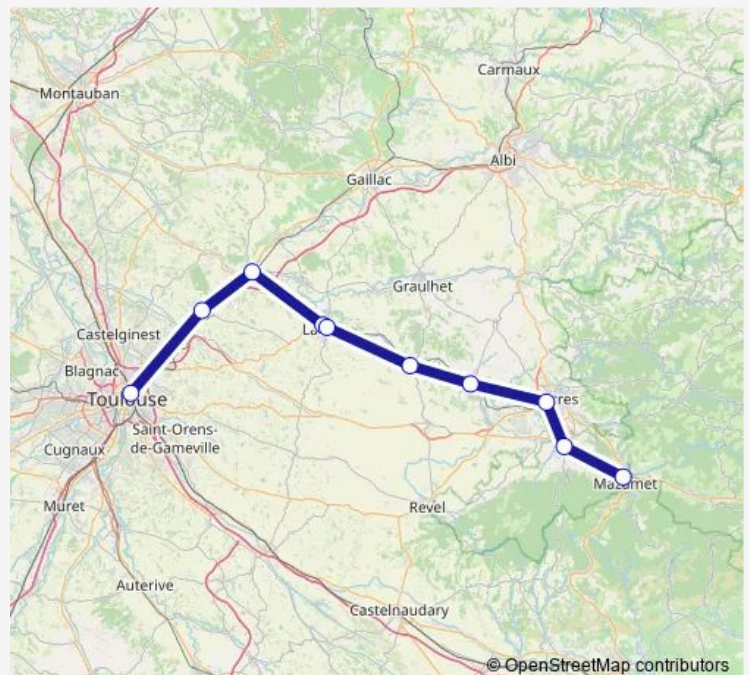 Carmaux
Montauban
Albi
Gaillac
Graulhet
Castelginest
Blagnac
Toulouse
Saint-Orens-
de-Gameville
Cugnaux
Mazamet
Muret
Revel
Auterive
Castelnaudary
© OpenStreetMap contributors